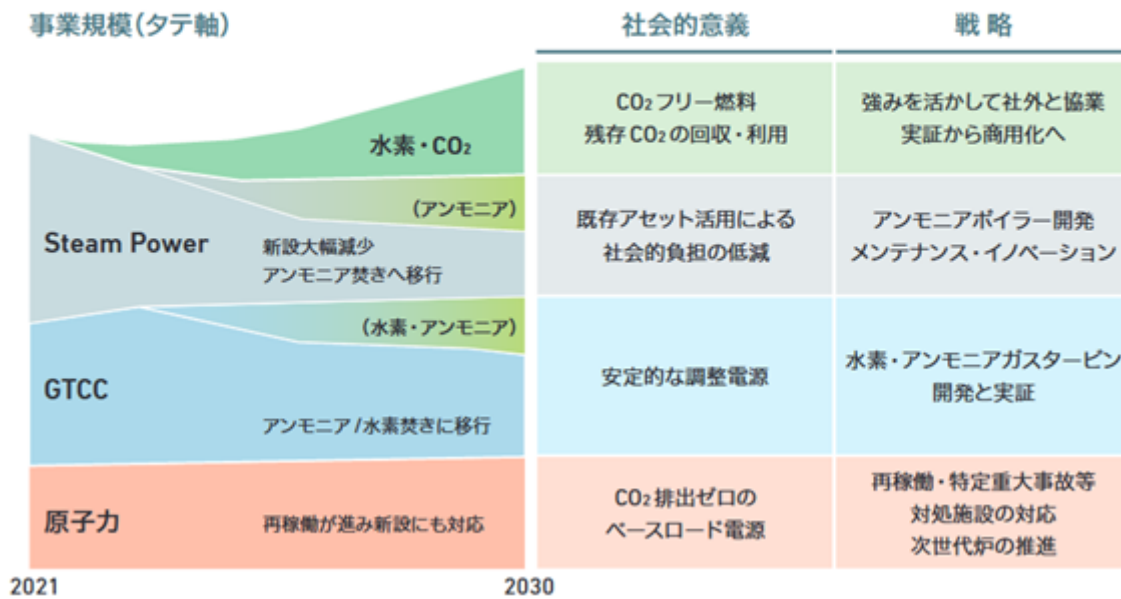 事業規模(タテ軸)
社会的意義
戦略
水素・CO₂
CO₂フリー燃料
残存CO₂の回収・利用
強みを活かして社外と協業
実証から商用化へ
Steam Power
(アンモニア)
新設大幅減少
アンモニア焚きへ移行
既存アセット活用による
社会的負担の低減
アンモニアボイラー開発
メンテナンス・イノベーション
GTCC
(水素・アンモニア)
アンモニア/水素焚きに移行
安定的な調整電源
水素・アンモニアガスタービン
開発と実証
原子力
再稼働が進み新設にも対応
CO₂排出ゼロの
ベースロード電源
再稼働・特定重大事故等
対処施設の対応
次世代炉の推進
2021
2030